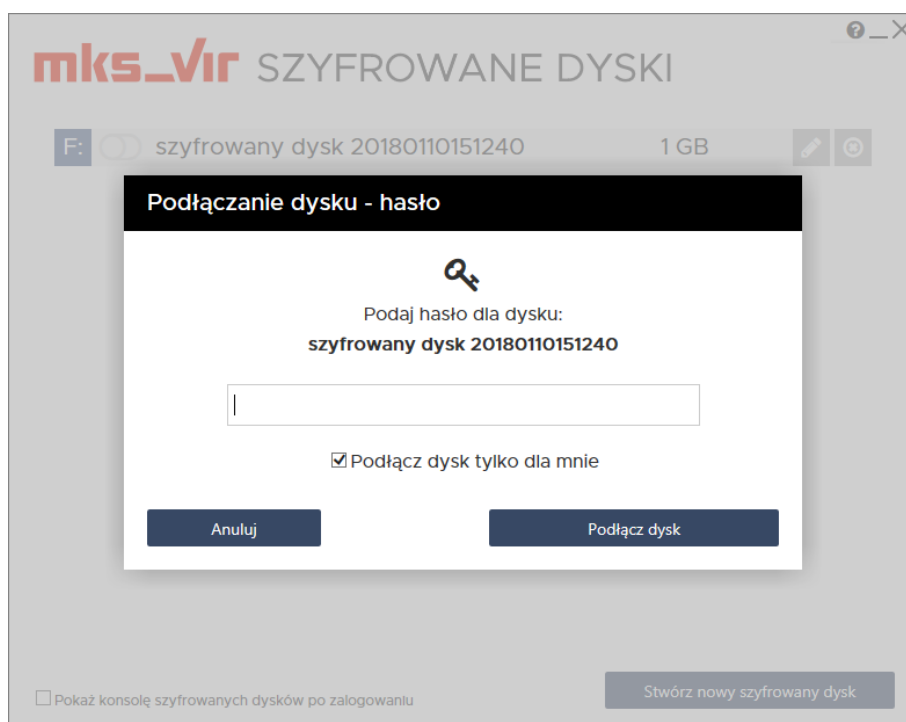 mks_vir SZYFROWANE DYSKI
F: szyfrowany dysk 20180110151240 1 GB
Podłączanie dysku - hasło
Podaj hasło dla dysku:
szyfrowany dysk 20180110151240
Podłącz dysk tylko dla mnie
Anuluj Podłącz dysk
Pokaż konsolę szyfrowanych dysków po zalogowaniu Stwórz nowy szyfrowany dysk